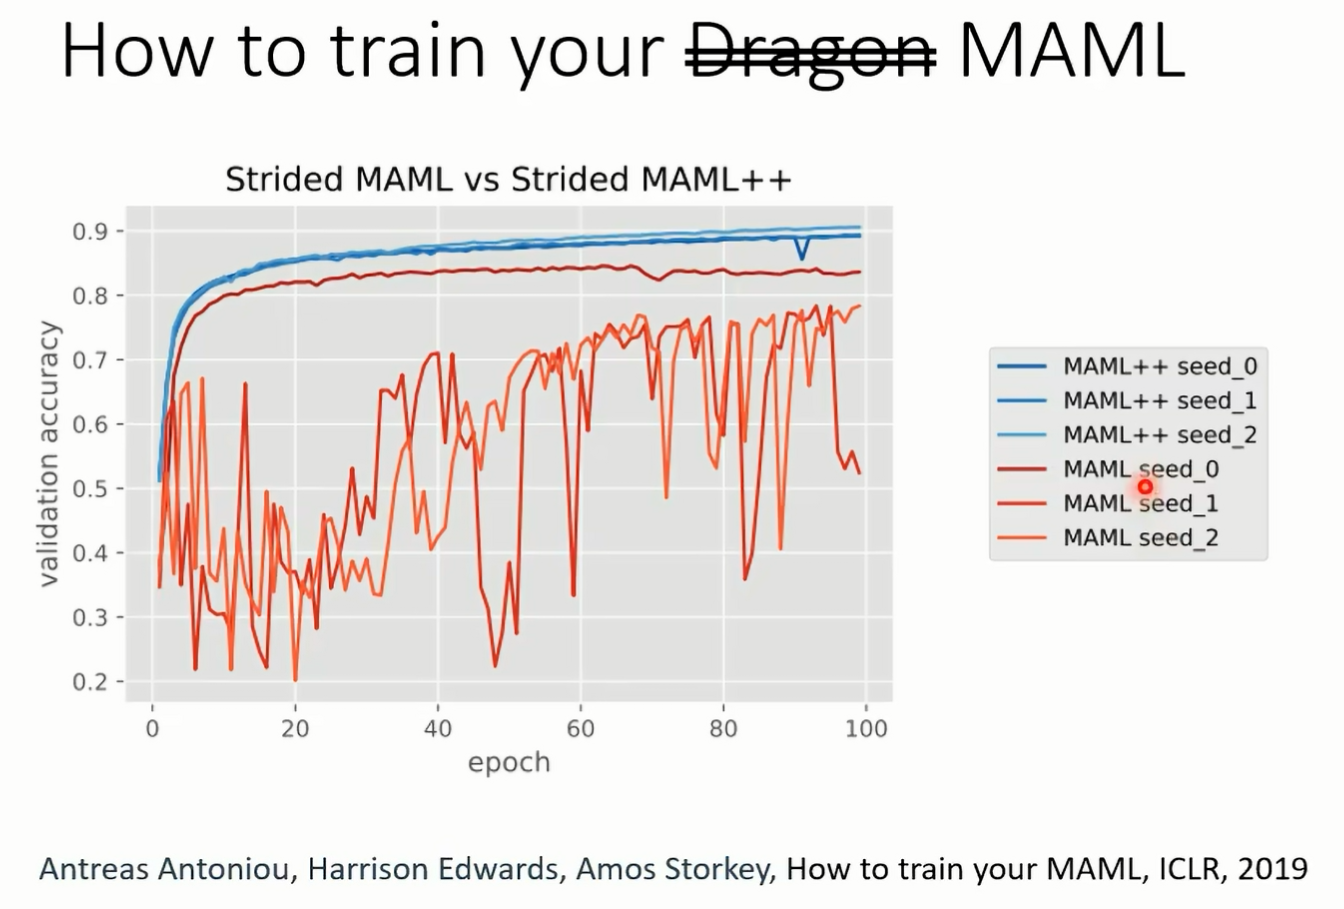 How to train your Dragon MAML
Strided MAML vs Strided MAML++
0.9
0.8
0.7
0.6
0.5
0.4
0.3
0.2
validation accuracy
0 20 40 60 80 100
epoch
MAML++ seed_0
MAML++ seed_1
MAML++ seed_2
MAML seed_0
MAML seed_1
MAML seed_2
Antreas Antoniou, Harrison Edwards, Amos Storkey, How to train your MAML, ICLR, 2019